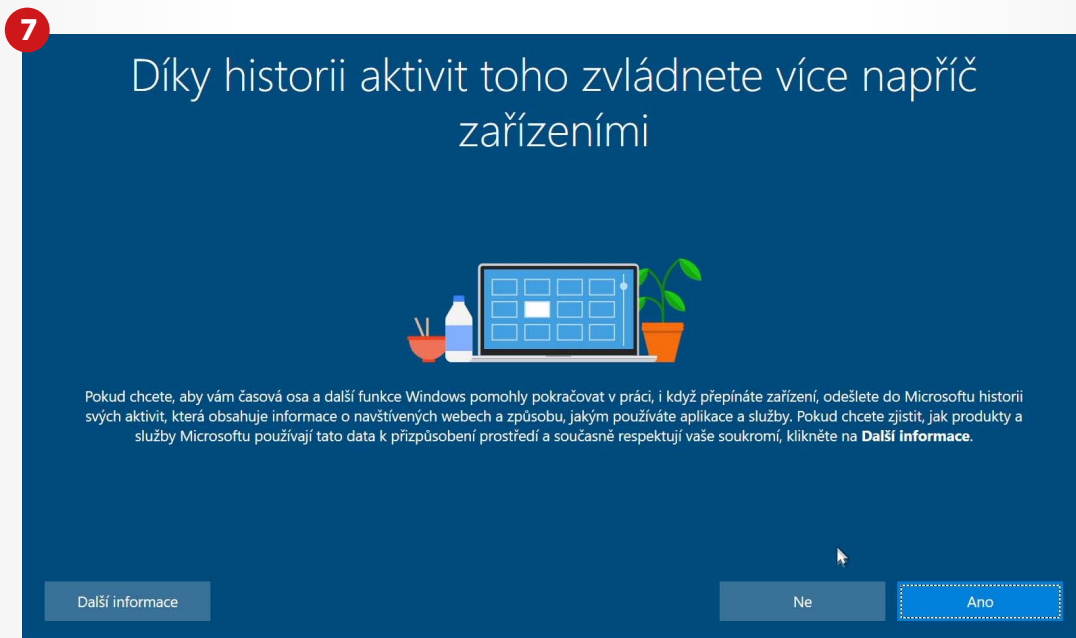 7
Díky historii aktivit toho zvládnete více napříč
zařízeními
Pokud chcete, aby vám časová osa a další funkce Windows pomohly pokračovat v práci, i když přepínáte zařízení, odešlete do Microsoftu historii
svých aktivit, která obsahuje informace o navštívených webech a způsobu, jakým používáte aplikace a služby. Pokud chcete zjistit, jak produkty a
služby Microsoftu používají tato data k přizpůsobení prostředí a současně respektují vaše soukromí, klikněte na Další informace.
Další informace
Ne
Ano